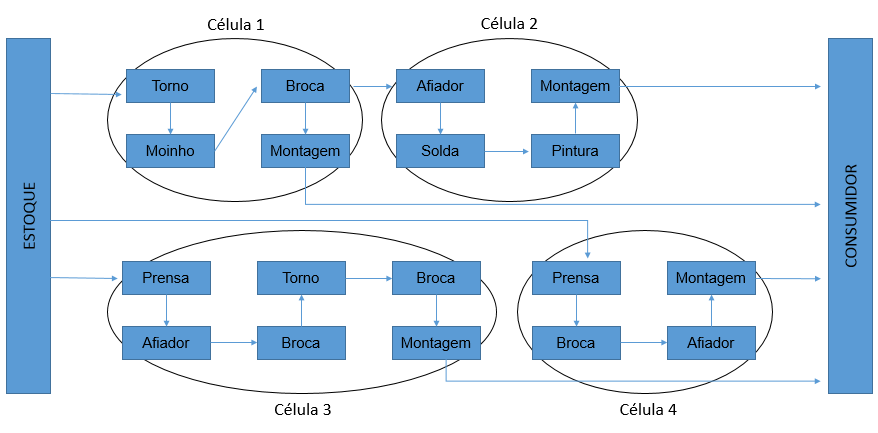 Célula 1
Célula 2
ESTOQUE
Torno
Broca
Afiador
Montagem
CONSUMIDOR
Moinho
Montagem
Solda
Pintura
Prensa
Torno
Broca
Prensa
Montagem
Afiador
Broca
Montagem
Broca
Afiador
Célula 3
Célula 4